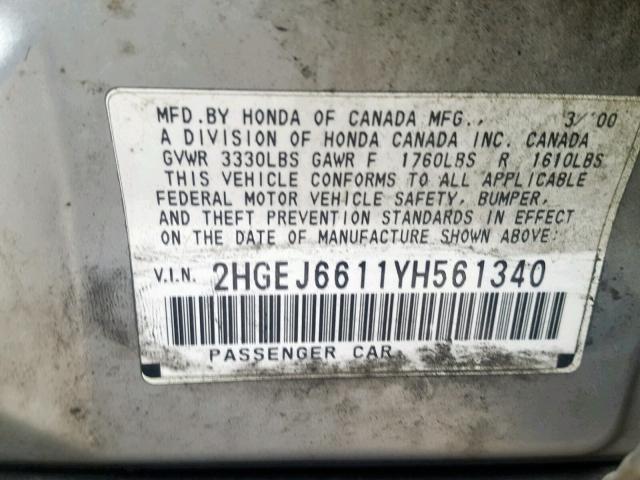 MFD.BY HONDA OF CANADA MFG., 3/'00
A DIVISION OF HONDA CANADA INC. CANADA
GVWR 3330LBS GAWR F 1760LBS R 1610LBS
THIS VEHICLE CONFORMS TO ALL APPLICABLE
FEDERAL MOTOR VEHICLE SAFETY, BUMPER,
AND THEFT PREVENTION STANDARDS IN EFFECT
ON THE DATE OF MANUFACTURE SHOWN ABOVE:
V.I.N. 2HGEJ6611YH561340
PASSENGER CAR